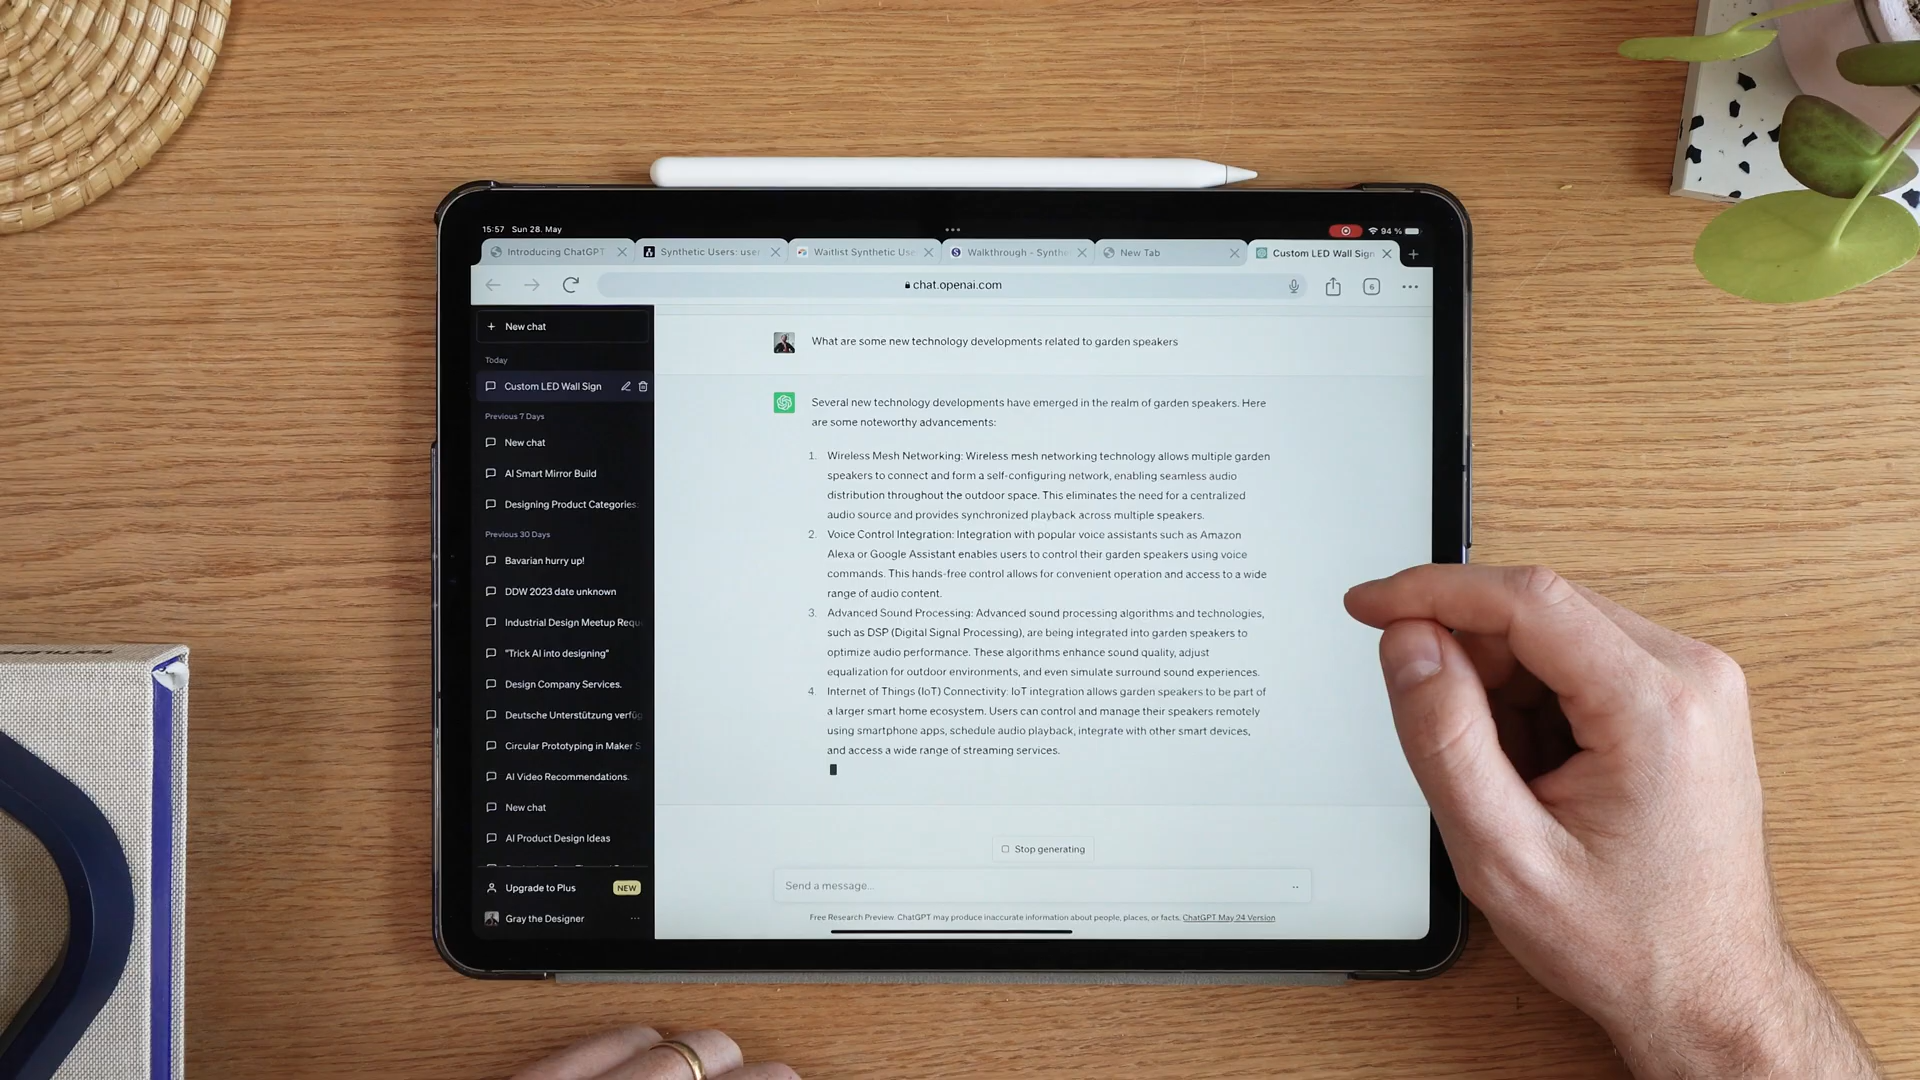 15:57 Sun 28. May
94 %
Introducing ChatGPT
Synthetic Users: user
Waitlist Synthetic Use
Walkthrough - Synthe
New Tab
Custom LED Wall Sign
chat.openai.com
6
+ New chat
Today
Custom LED Wall Sign
Previous 7 Days
New chat
AI Smart Mirror Build
Designing Product Categories:
Previous 30 Days
Bavarian hurry up!
DDW 2023 date unknown
Industrial Design Meetup Requ
"Trick AI into designing"
Design Company Services.
Deutsche Unterstützung verfüg
Circular Prototyping in Maker S
AI Video Recommendations.
New chat
AI Product Design Ideas
Upgrade to Plus NEW
Gray the Designer
What are some new technology developments related to garden speakers
Several new technology developments have emerged in the realm of garden speakers. Here
are some noteworthy advancements:
1. Wireless Mesh Networking: Wireless mesh networking technology allows multiple garden
speakers to connect and form a self-configuring network, enabling seamless audio
distribution throughout the outdoor space. This eliminates the need for a centralized
audio source and provides synchronized playback across multiple speakers.
2. Voice Control Integration: Integration with popular voice assistants such as Amazon
Alexa or Google Assistant enables users to control their garden speakers using voice
commands. This hands-free control allows for convenient operation and access to a wide
range of audio content.
3. Advanced Sound Processing: Advanced sound processing algorithms and technologies,
such as DSP (Digital Signal Processing), are being integrated into garden speakers to
optimize audio performance. These algorithms enhance sound quality, adjust
equalization for outdoor environments, and even simulate surround sound experiences.
4. Internet of Things (IoT) Connectivity: IoT integration allows garden speakers to be part of
a larger smart home ecosystem. Users can control and manage their speakers remotely
using smartphone apps, schedule audio playback, integrate with other smart devices,
and access a wide range of streaming services.
Stop generating
Send a message...
Free Research Preview. ChatGPT may produce inaccurate information about people, places, or facts. ChatGPT May 24 Version